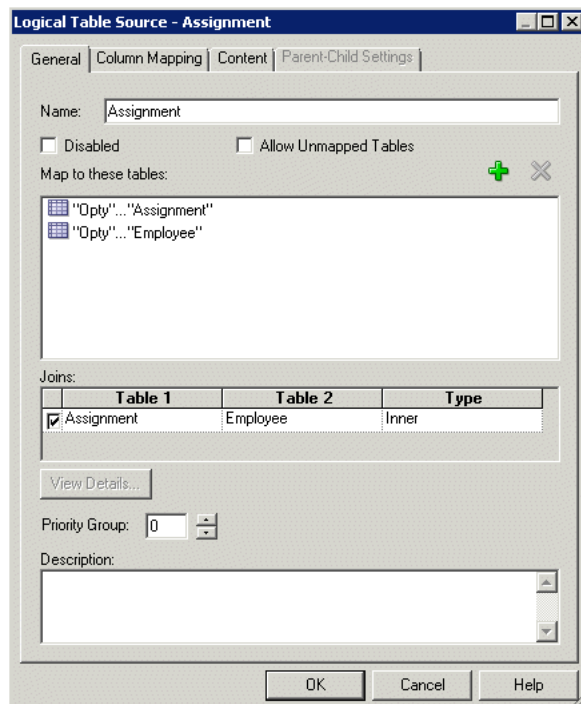 Logical Table Source - Assignment
General Column Mapping Content Parent-Child Settings
Name: Assignment
Disabled Allow Unmapped Tables
Map to these tables:
"Opty"..."Assignment"
"Opty"..."Employee"
Joins:
Table 1 Table 2 Type
Assignment Employee Inner
View Details...
Priority Group: 0
Description:
OK Cancel Help